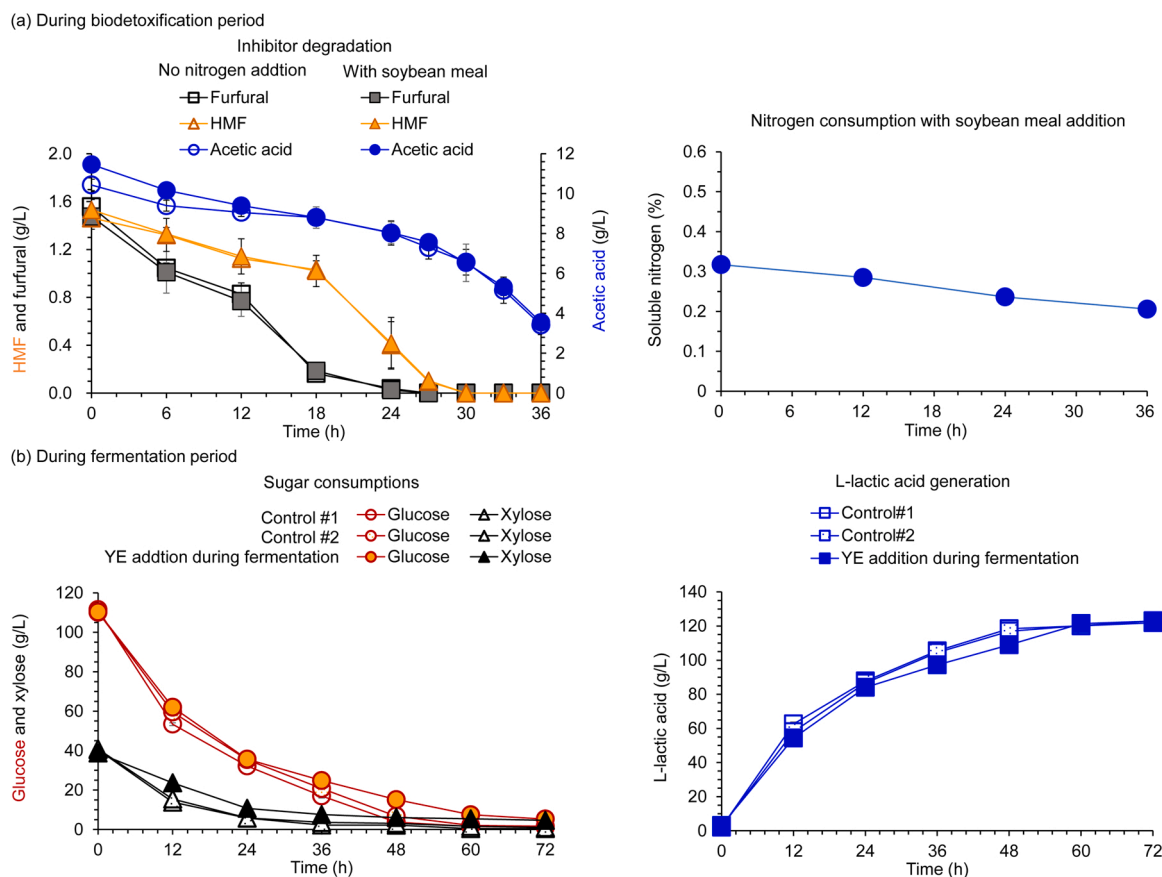 (a) During biodetoxification period
Inhibitor degradation
No nitrogen addtion With soybean meal
Furfural Furfural
HMF HMF
Acetic acid Acetic acid
2.0 12
1.6 10
1.2 8
0.8 6
0.4 4
0.0 2
0
HMF and furfural (g/L)
Acetic acid (g/L)
0 6 12 18 24 27 30 36
Time (h)
Nitrogen consumption with soybean meal addition
0.6
0.5
0.4
0.3
0.2
0.1
0
Soluble nitrogen (%)
0 6 12 18 24 30 36
Time (h)
(b) During fermentation period
Sugar consumptions
Control #1 Glucose Xylose
Control #2 Glucose Xylose
YE addtion during fermentation Glucose Xylose
120
100
80
60
40
20
0
Glucose and xylose (g/L)
0 12 24 36 48 60 72
Time (h)
L-lactic acid generation
Control#1
Control#2
YE addition during fermentation
140
120
100
80
60
40
20
0
L-lactic acid (g/L)
0 12 24 36 48 60 72
Time (h)